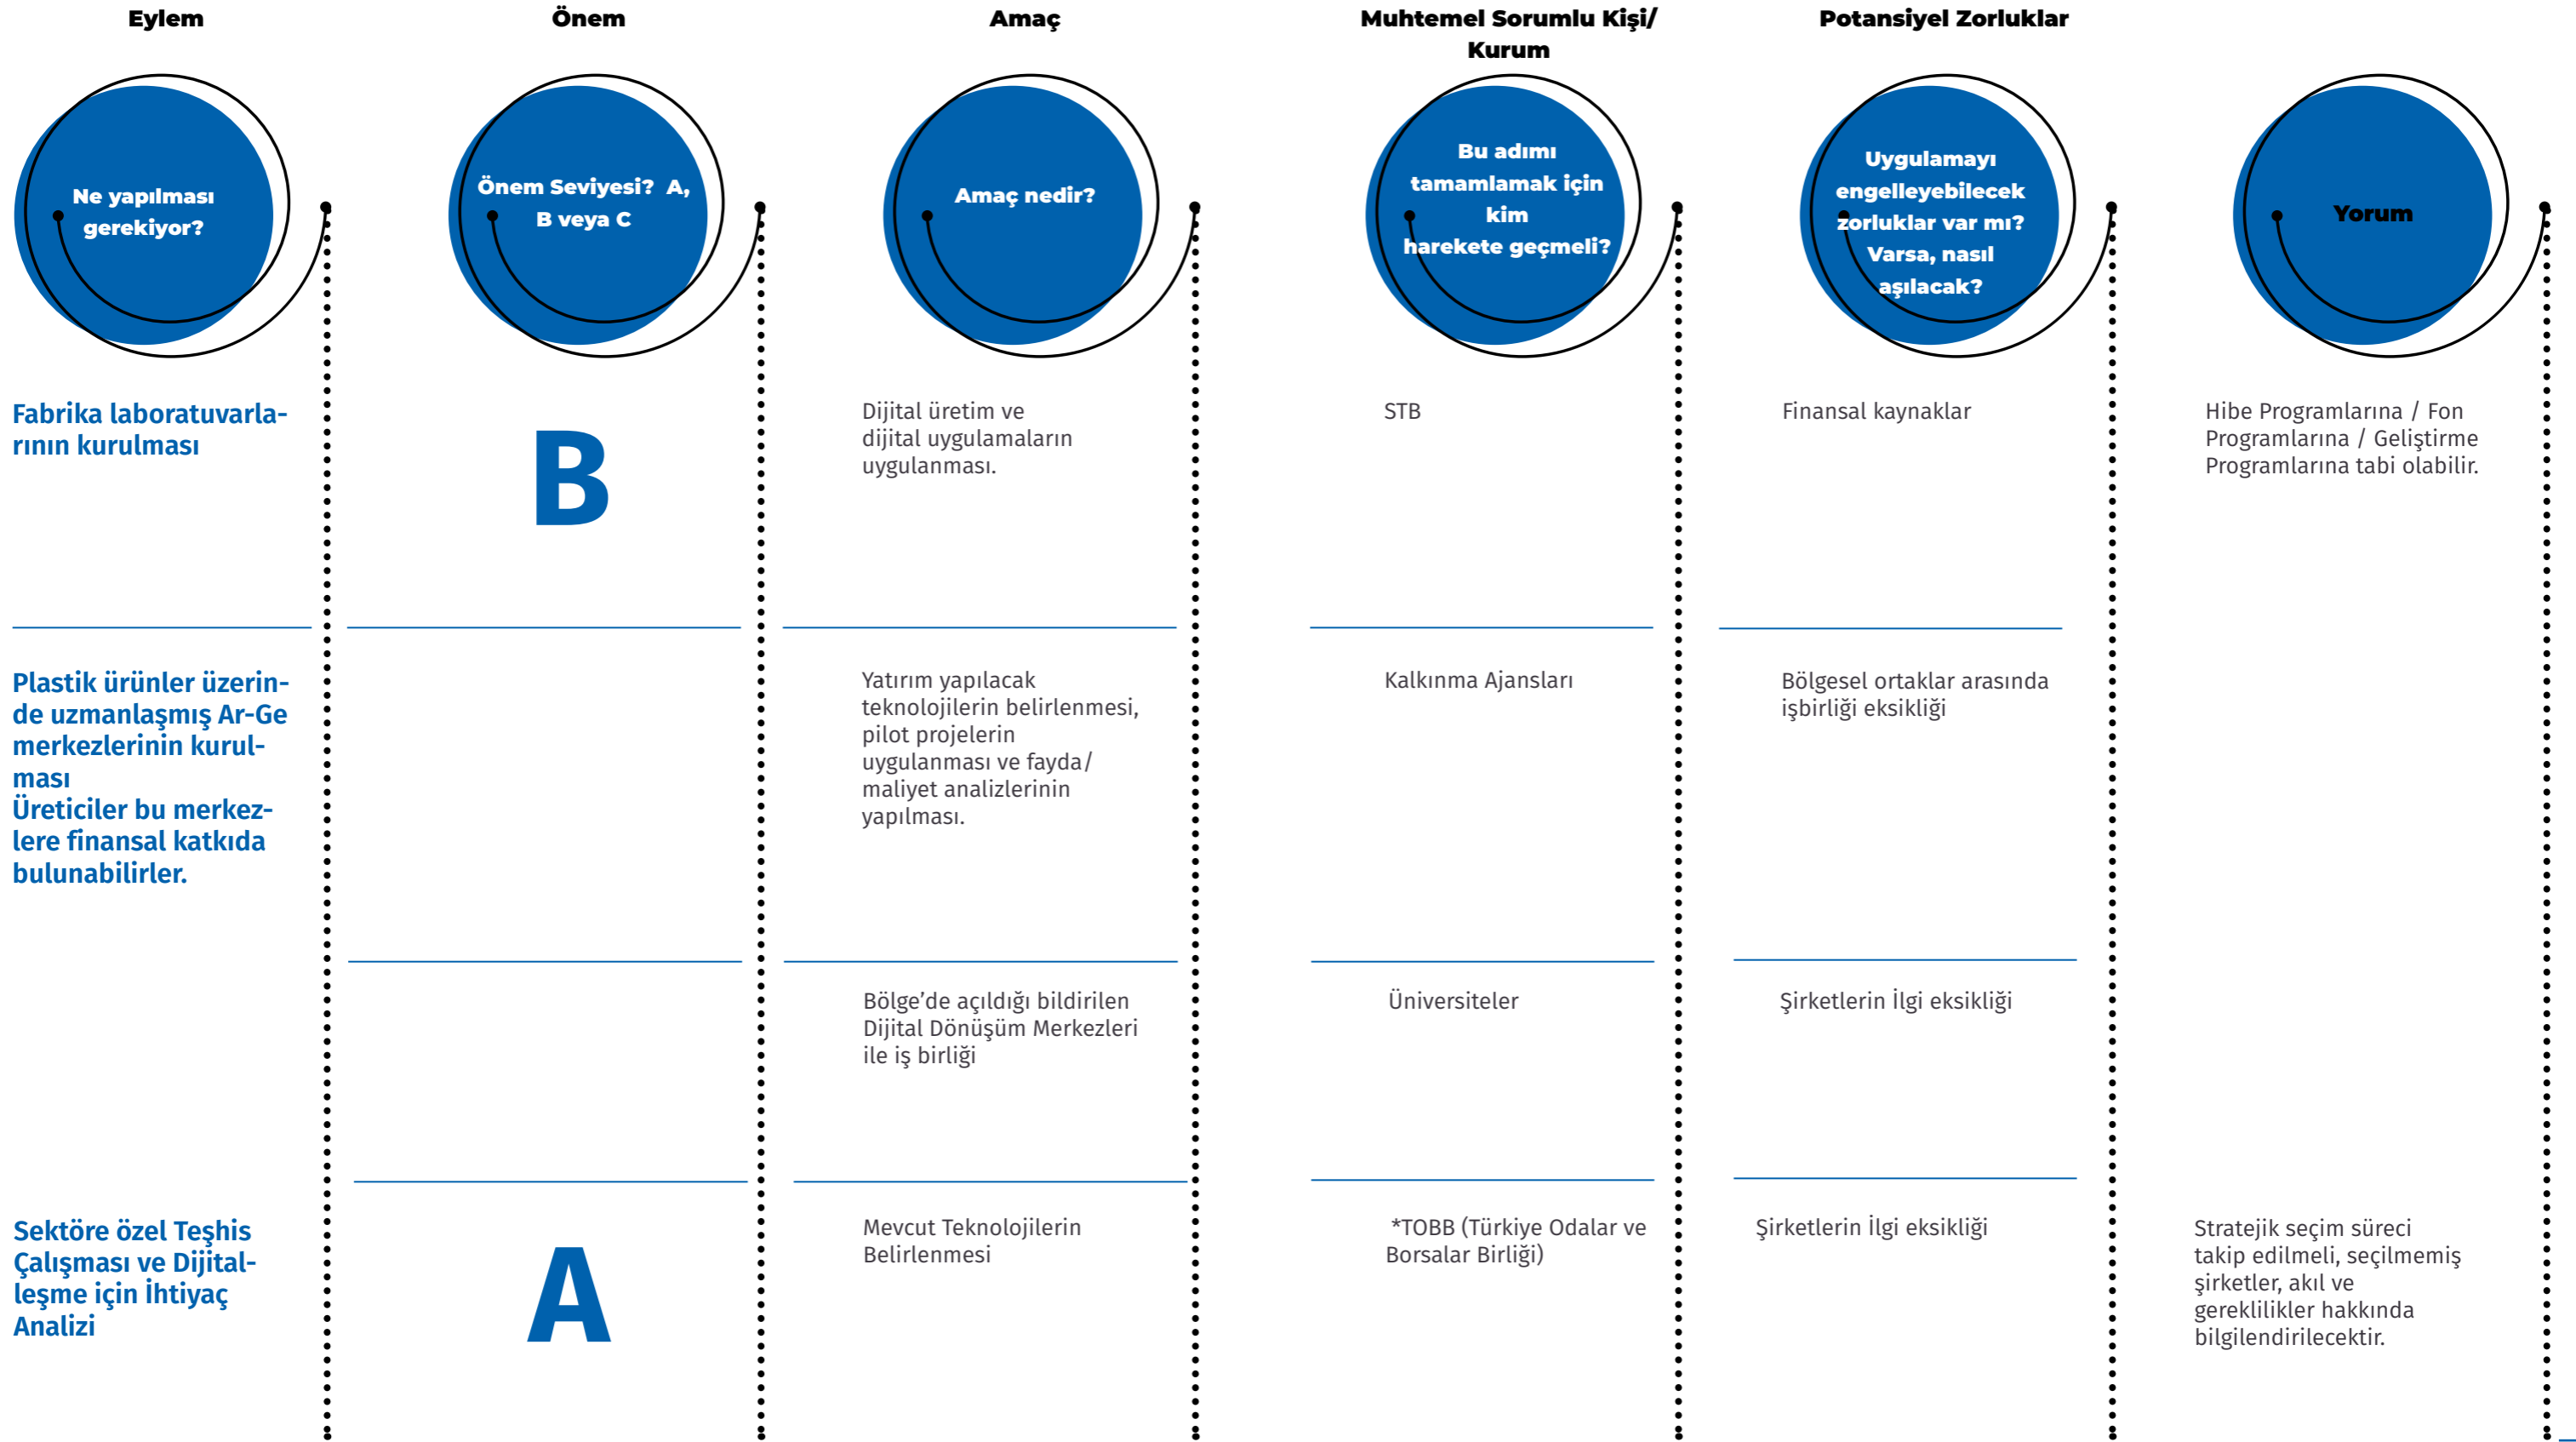 Eylem
Önem
Amaç
Muhtemel Sorumlu Kişi/
Kurum
Potansiyel Zorluklar
Ne yapılması
gerekiyor?
Önem Seviyesi? A,
B veya C
Amaç nedir?
Bu adımı
tamamlamak için
kim
harekete geçmeli?
Uygulamayı
engelleyebilecek
zorluklar var mı?
Varsa, nasıl
aşılacak?
Yorum
Fabrika laboratuvarla-
rının kurulması
B
Dijital üretim ve
dijital uygulamaların
uygulanması.
STB
Finansal kaynaklar
Hibe Programlarına / Fon
Programlarına / Geliştirme
Programlarına tabi olabilir.
Plastik ürünler üzerin-
de uzmanlaşmış Ar-Ge
merkezlerinin kurul-
ması
Üreticiler bu merkez-
lere finansal katkıda
bulunabilirler.
Yatırım yapılacak
teknolojilerin belirlenmesi,
pilot projelerin
uygulanması ve fayda/
maliyet analizlerinin
yapılması.
Kalkınma Ajansları
Bölgesel ortaklar arasında
işbirliği eksikliği
Bölge’de açıldığı bildirilen
Dijital Dönüşüm Merkezleri
ile iş birliği
Üniversiteler
Şirketlerin İlgi eksikliği
Sektöre özel Teşhis
Çalışması ve Dijital-
leşme için İhtiyaç
Analizi
A
Mevcut Teknolojilerin
Belirlenmesi
*TOBB (Türkiye Odalar ve
Borsalar Birliği)
Şirketlerin İlgi eksikliği
Stratejik seçim süreci
takip edilmeli, seçilmemiş
şirketler, akıl ve
gereklilikler hakkında
bilgilendirilecektir.